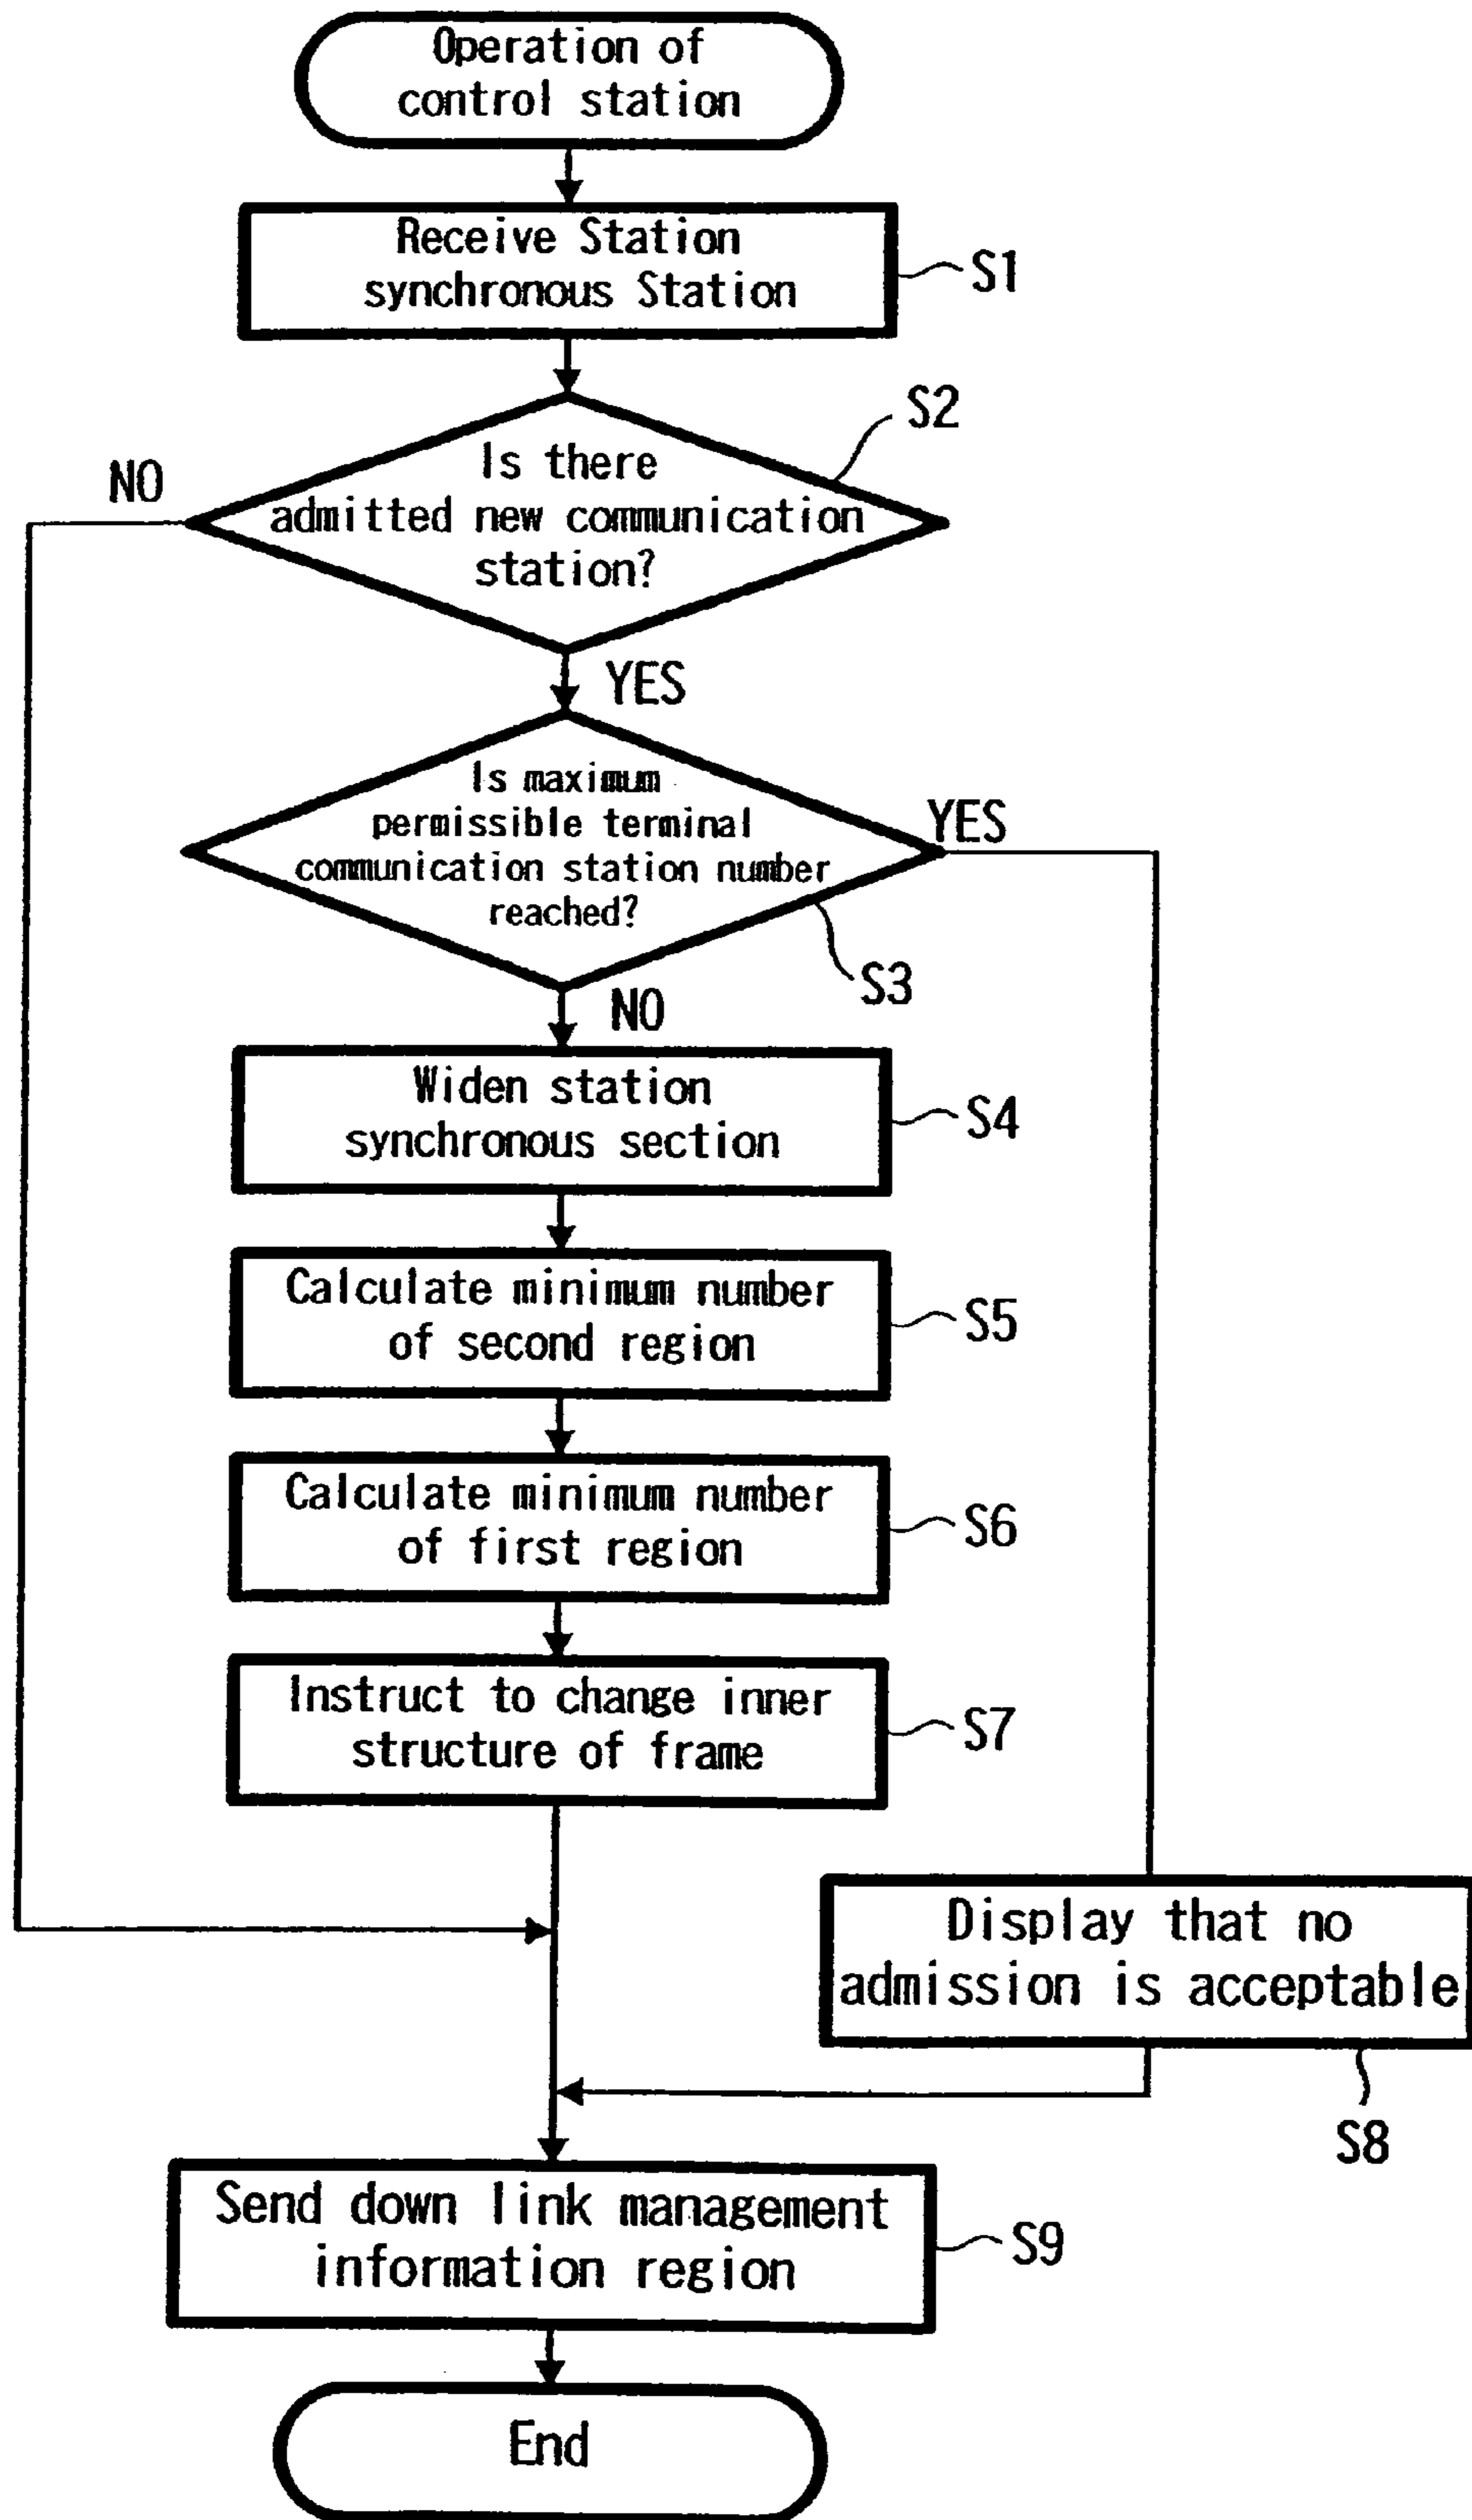 Operation of
control station
Receive Station
synchronous Station
S1
S2
Is there
admitted new communication
station?
NO
YES
Is maximum
permissible terminal
communication station number
reached?
YES
S3
NO
Widen station
synchronous section
S4
Calculate minimum number
of second region
S5
Calculate minimum number
of first region
S6
Instruct to change inner
structure of frame
S7
Display that no
admission is acceptable
S8
Send down link management
information region
S9
End